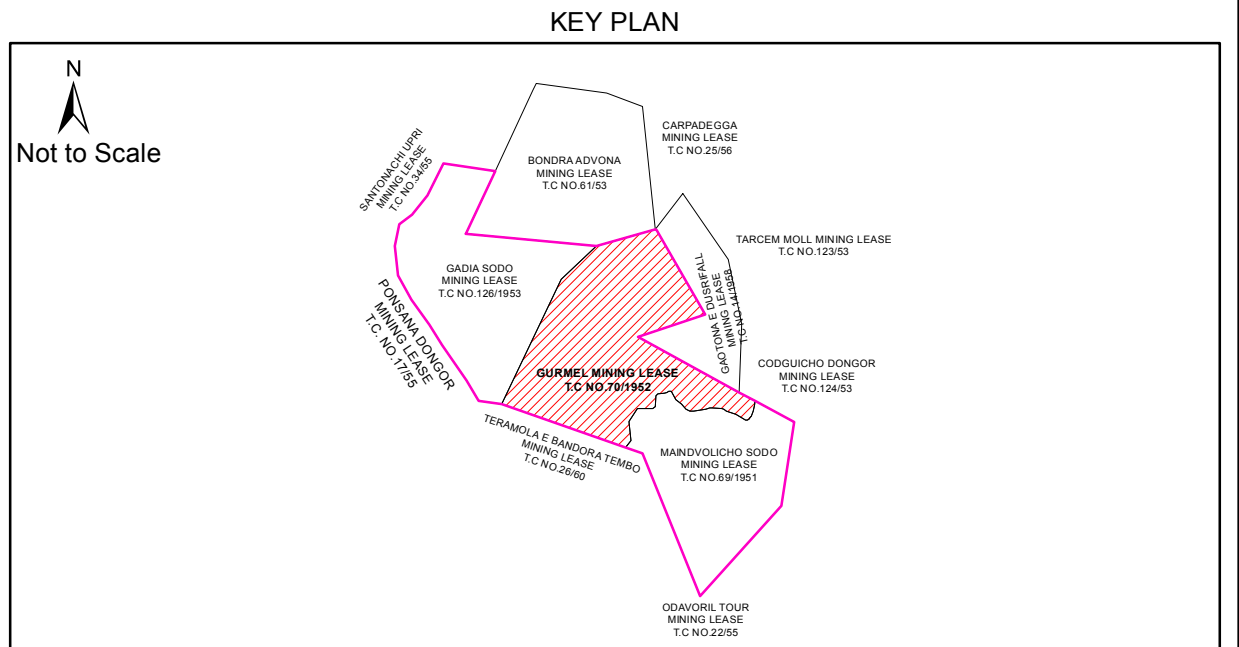 KEY PLAN
N
Not to Scale
CARPADEGGA
MINING LEASE
T.C NO.25/56
BONDRA ADVONA
MINING LEASE
T.C NO.61/53
SANTONACHI UPRI
MINING LEASE
T.C NO.34/55
TARCEM MOLL MINING LEASE
T.C NO.123/53
GADIA SODO
MINING LEASE
T.C NO.126/1953
GAOTONA E DUSRIFALL
MINING LEASE
T.C NO.14/1958
PONSANA DONGOR
MINING LEASE
T.C. NO.17/55
CODGUICHO DONGOR
MINING LEASE
T.C NO.124/53
GURMEL MINING LEASE
T.C NO.70/1952
TERAMOLA E BANDORA TEMBO
MINING LEASE
T.C NO.26/60
MAINDVOLICHO SODO
MINING LEASE
T.C NO.69/1951
ODAVORIL TOUR
MINING LEASE
T.C NO.22/55